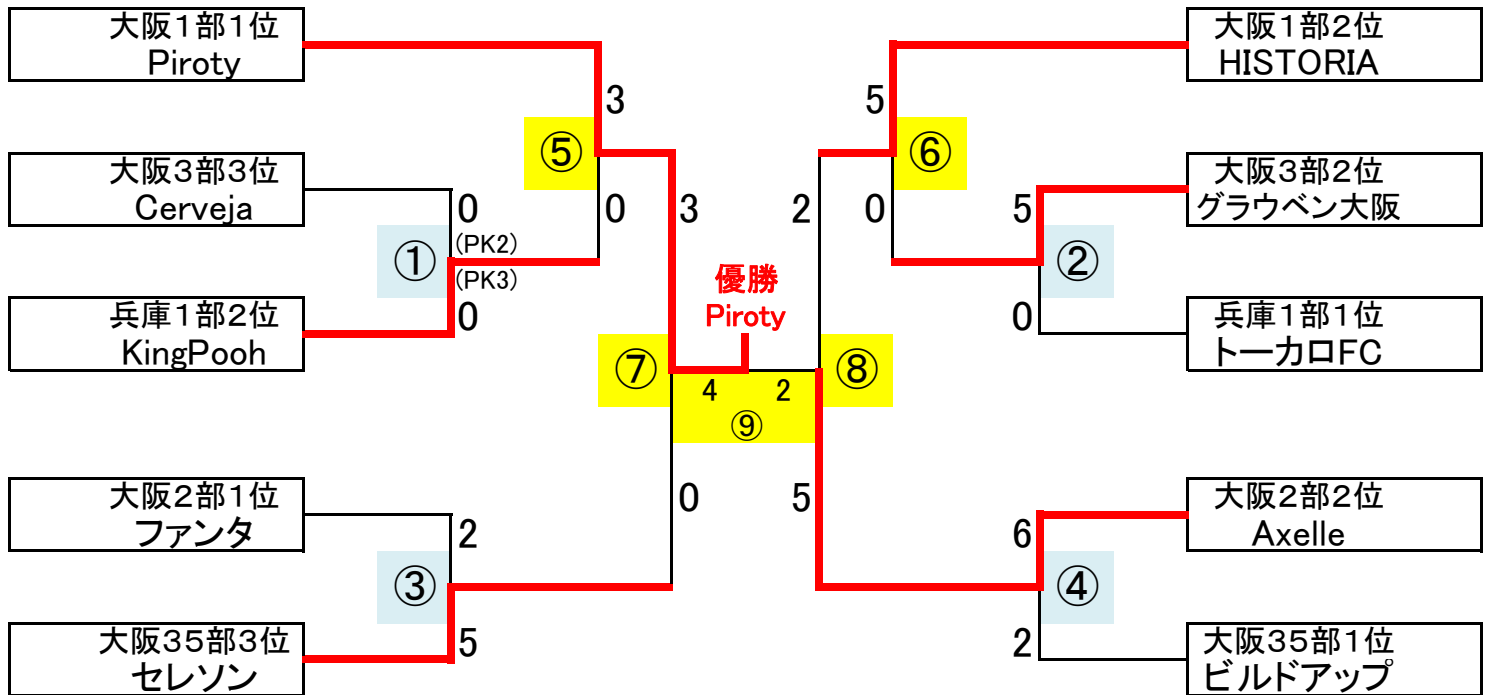 大阪1部1位
Piroty
大阪1部2位
HISTORIA
3
5
⑤
⑥
大阪3部3位
Cerveja
大阪3部2位
グラウベン大阪
0
0
3
2
0
5
(PK2)
①
②
(PK3)
優勝
Piroty
兵庫1部2位
KingPooh
0
0
兵庫1部1位
トーカロFC
⑦
⑧
4
2
⑨
大阪2部1位
ファンタ
0
5
大阪2部2位
Axelle
2
6
③
④
大阪35部3位
セレソン
5
2
大阪35部1位
ビルドアップ